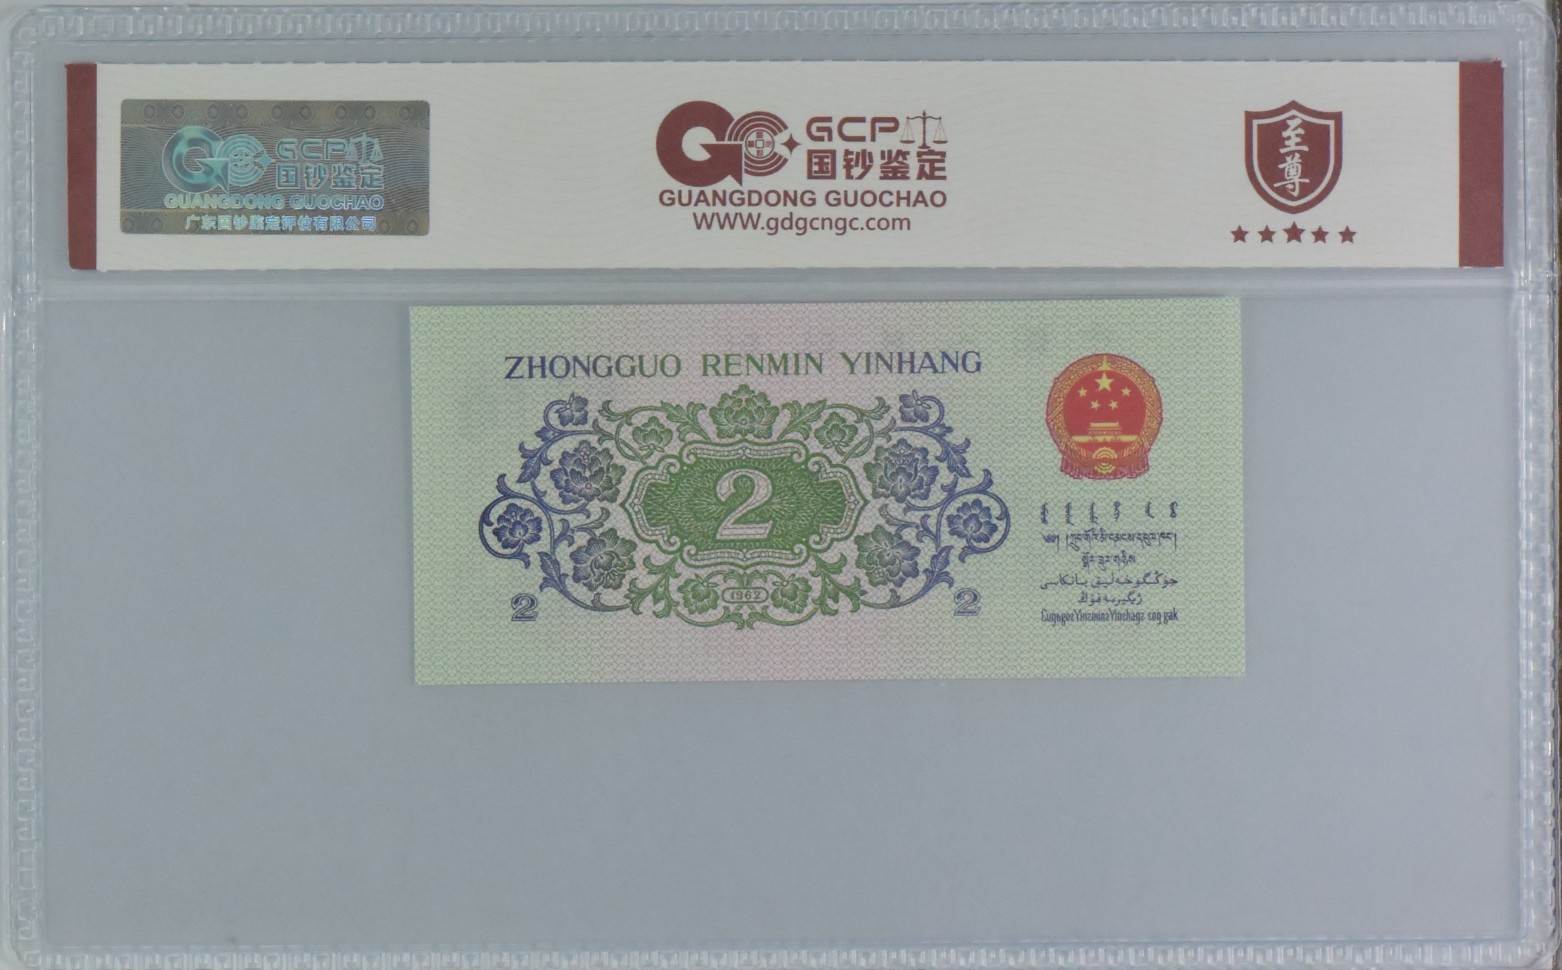 GCP
国钞鉴定
GUANGDONG GUOCHAO
广东国钞鉴定评估有限公司
GCP
国钞鉴定
GUANGDONG GUOCHAO
WWW.gdgcngc.com
至尊
ZHONGGUO RENMIN YINHANG
2
1962
2
2
جۇڭگوخەلىق بانكاسى